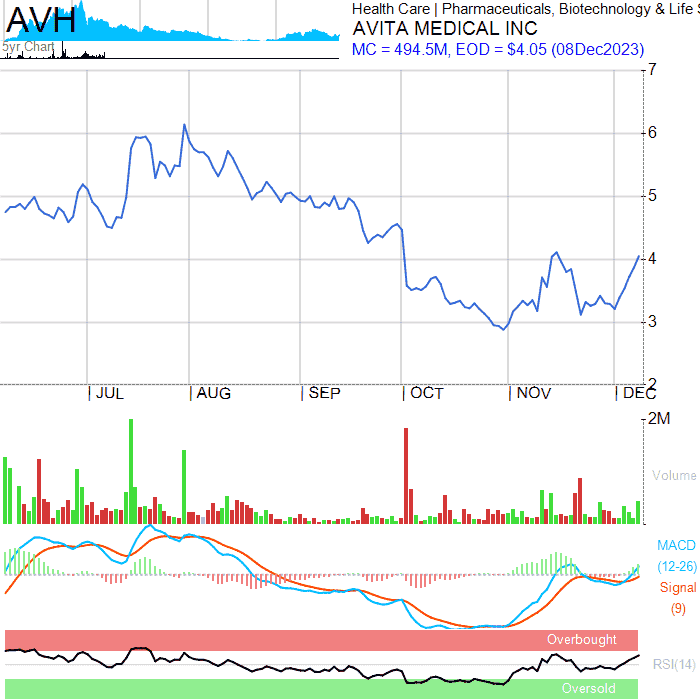 AVH
5yr Chart
Health Care | Pharmaceuticals, Biotechnology & Life S
AVITA MEDICAL INC
MC = 494.5M, EOD = $4.05 (08Dec2023)
7
6
5
4
3
2
JUL AUG SEP OCT NOV DEC
2M
Volume
MACD
(12-26)
Signal
(9)
Overbought
RSI(14)
Oversold